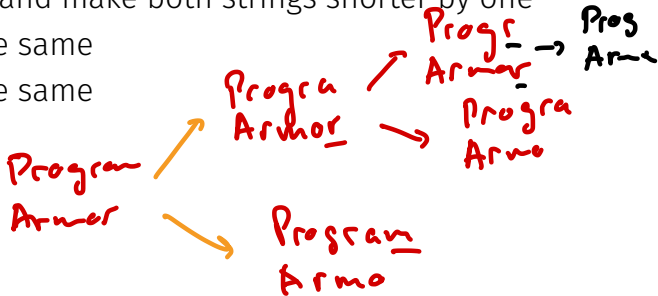 and make both strings shorter by one
e same
e same
Progr
Armor
Prog
Armo
Progra
Armor
Progra
Armo
Program
Armor
Program
Armo